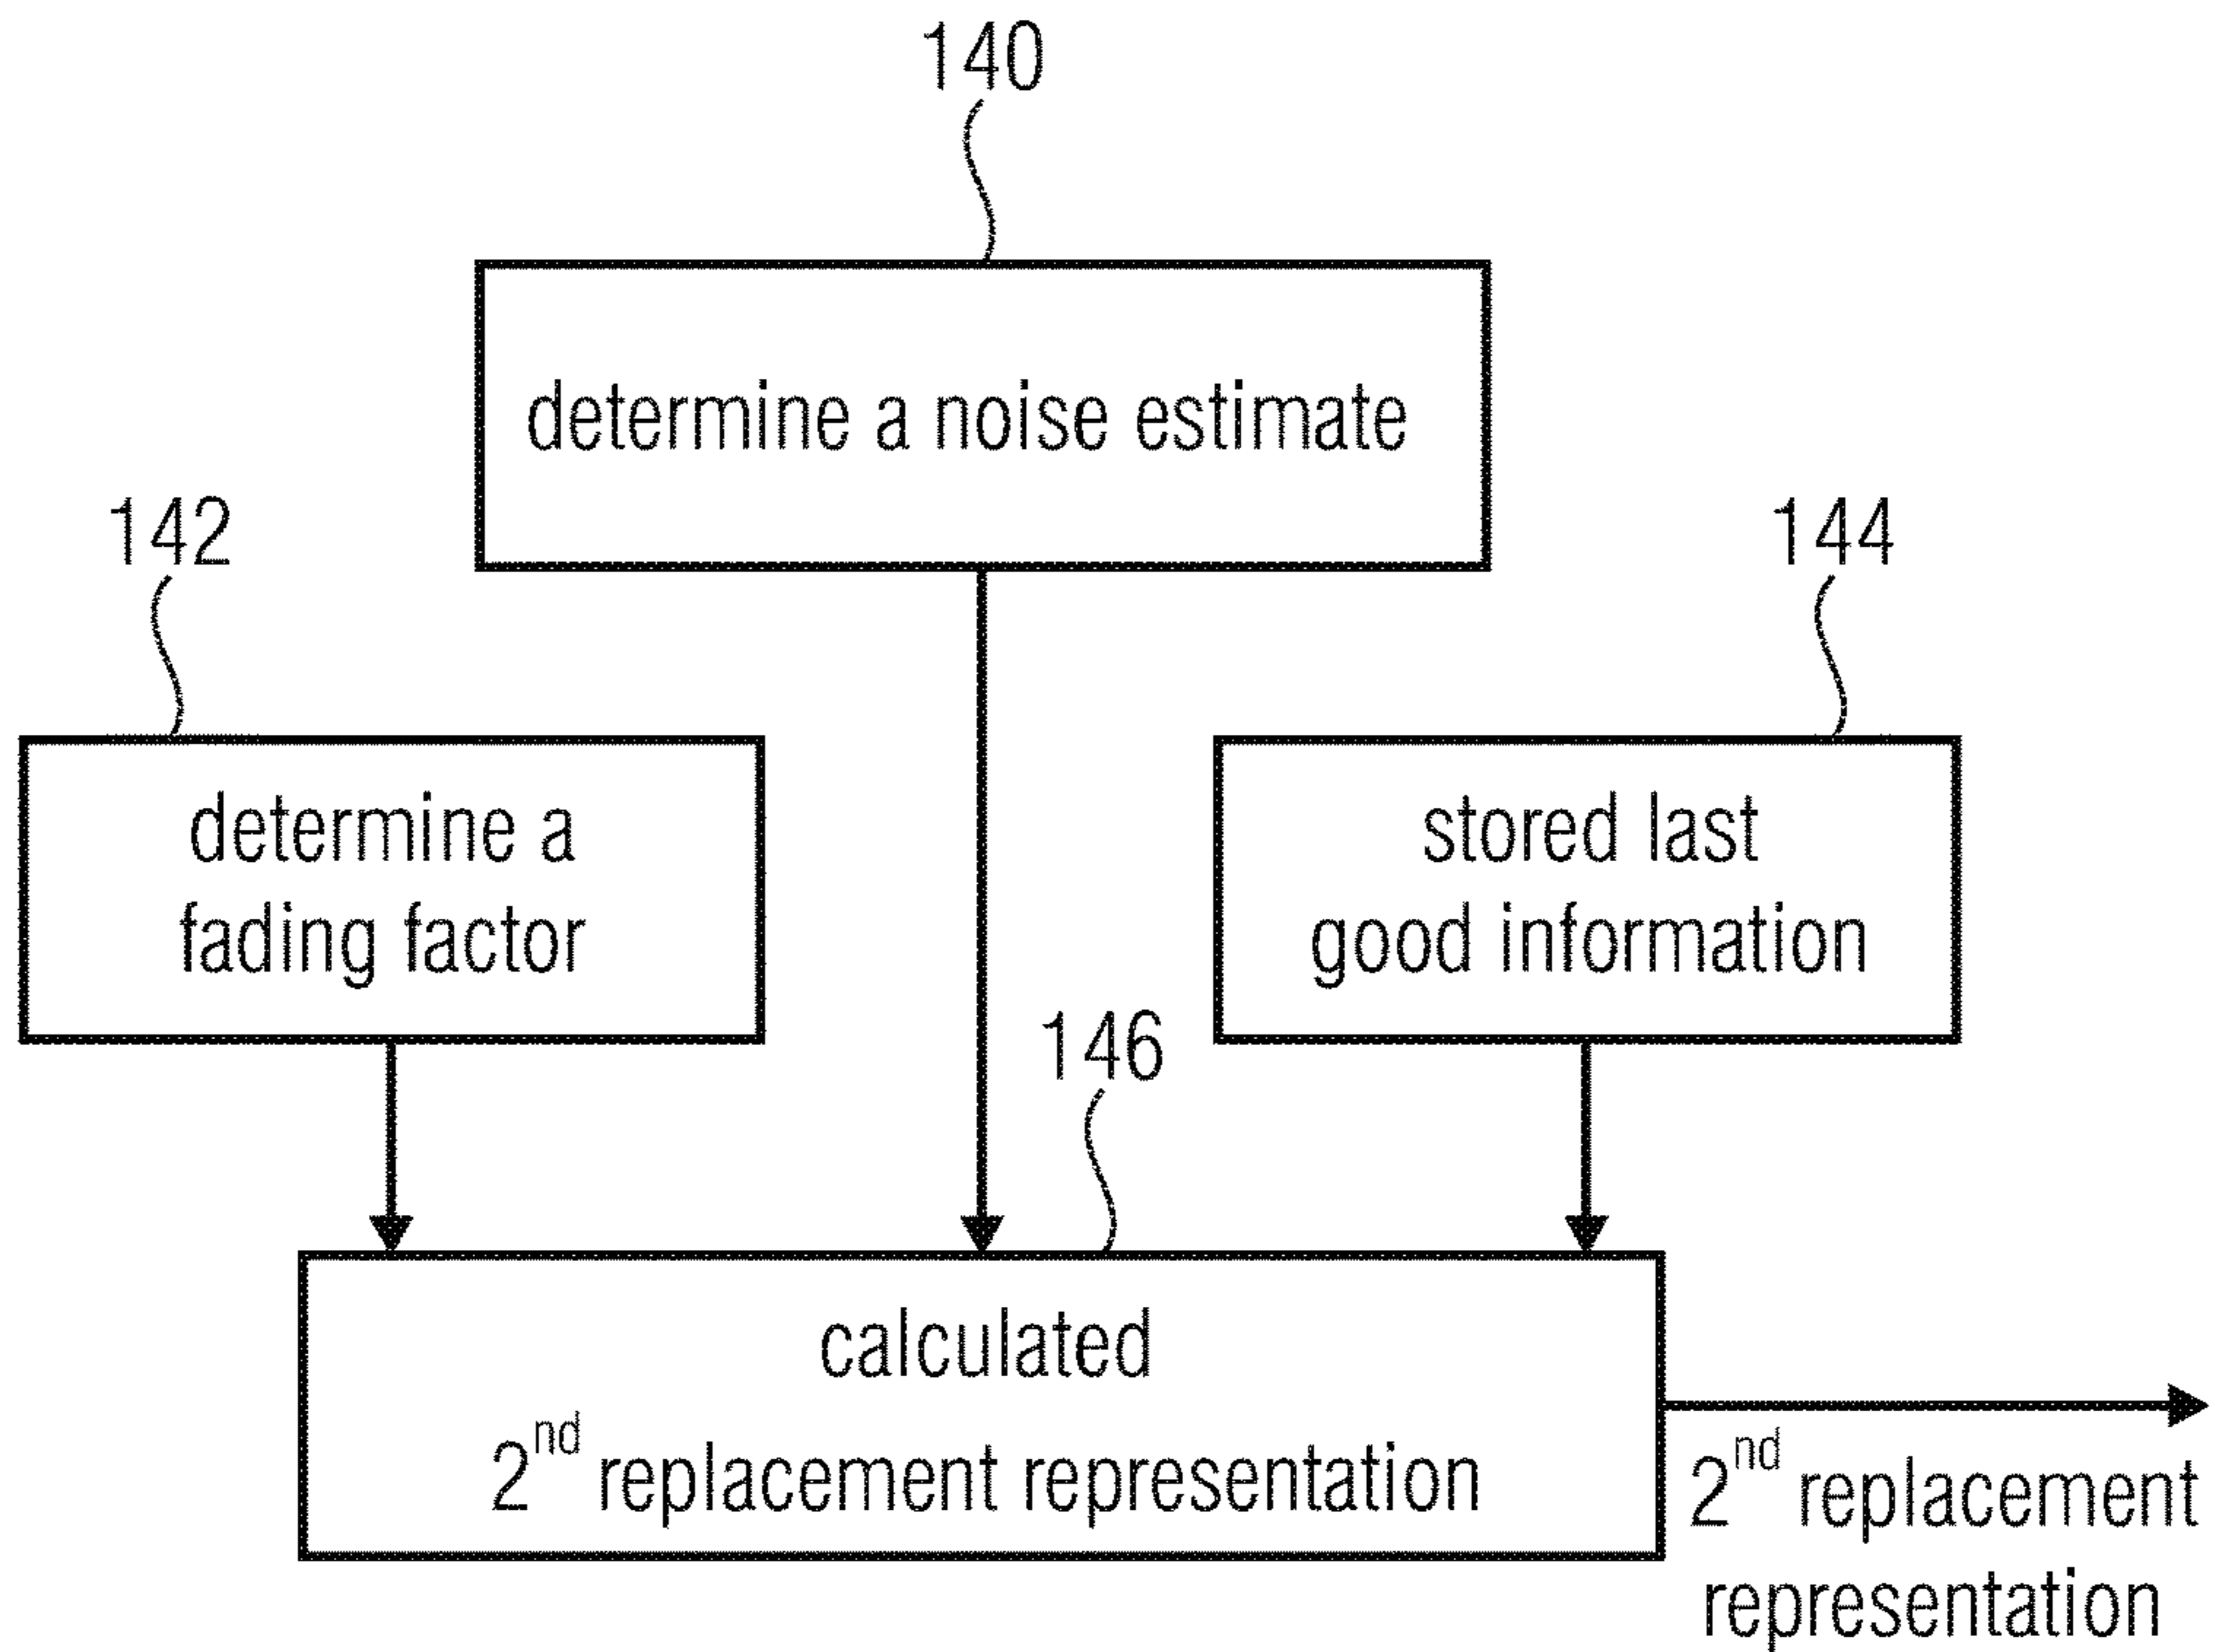 140
determine a noise estimate
142
144
determine a
fading factor
stored last
good information
146
calculated
2nd replacement representation
2nd replacement
representation